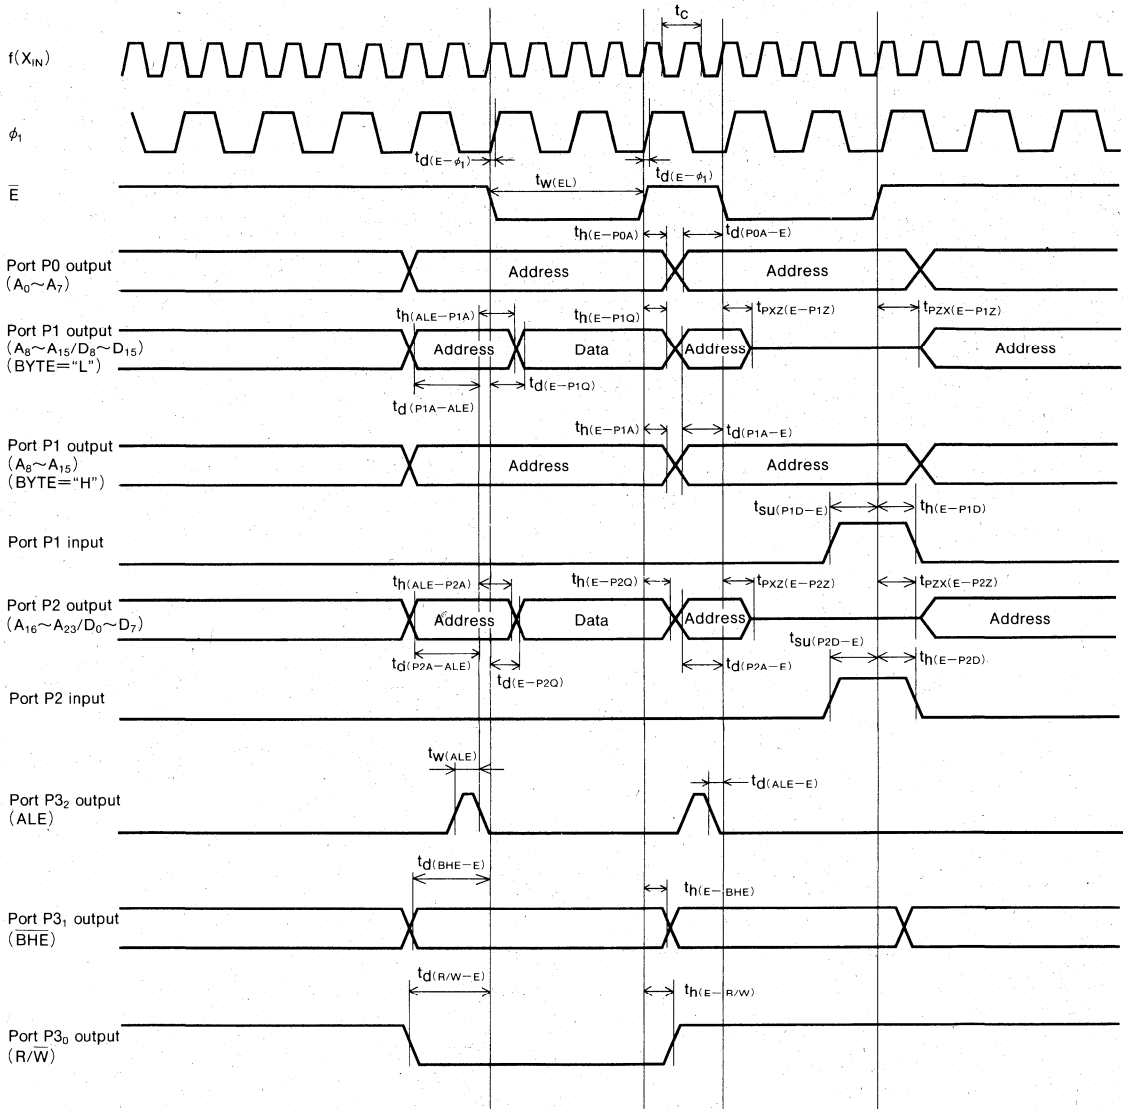 tC
f(XIN)
ϕ1
td(E−ϕ1)
E̅
tW(EL)
td(E−ϕ1)
th(E−P0A)
td(P0A−E)
Port P0 output
(A0∼A7)
Address
Address
th(ALE−P1A)
th(E−P1Q)
tPXZ(E−P1Z)
tPZX(E−P1Z)
Port P1 output
(A8∼A15/D8∼D15)
(BYTE=“L”)
Address
Data
Address
Address
td(P1A−ALE)
td(E−P1Q)
th(E−P1A)
td(P1A−E)
Port P1 output
(A8∼A15)
(BYTE=“H”)
Address
Address
tsu(P1D−E)
th(E−P1D)
Port P1 input
th(ALE−P2A)
th(E−P2Q)
tPXZ(E−P2Z)
tPZX(E−P2Z)
Port P2 output
(A16∼A23/D0∼D7)
Address
Data
Address
Address
tsu(P2D−E)
th(E−P2D)
td(P2A−ALE)
td(E−P2Q)
td(P2A−E)
Port P2 input
tW(ALE)
td(ALE−E)
Port P32 output
(ALE)
td(BHE−E)
th(E−BHE)
Port P31 output
(B̅H̅E̅)
td(R/W−E)
th(E−R/W)
Port P30 output
(R/W̅)